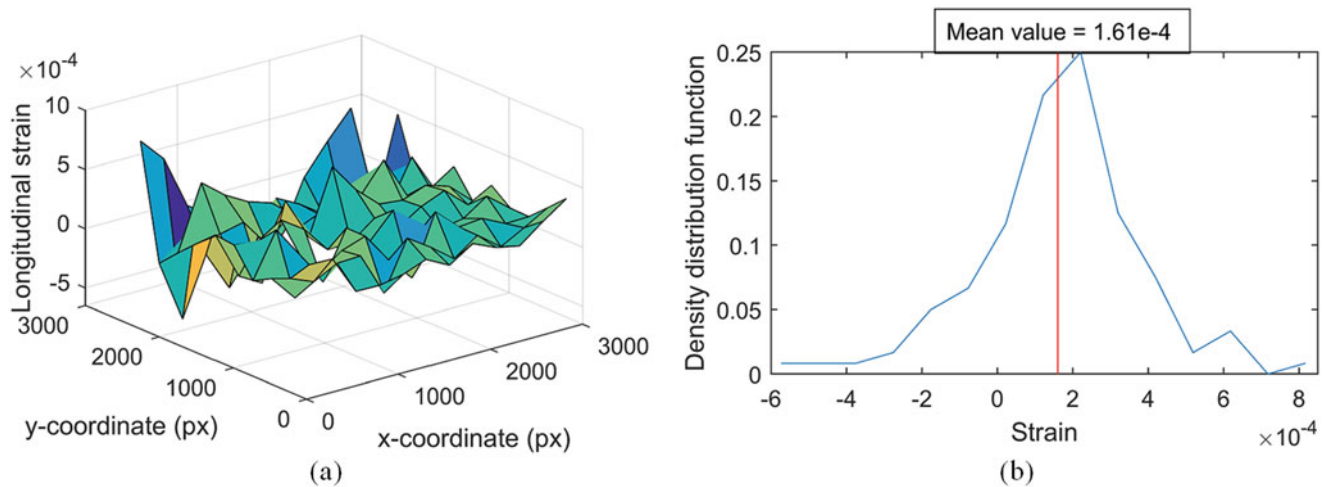 ×10⁻⁴
10
5
0
-5
Longitudinal strain
3000
2000
1000
0
y-coordinate (px)
0
1000
2000
3000
x-coordinate (px)
(a)
Mean value = 1.61e-4
0.25
0.2
0.15
0.1
0.05
0
Density distribution function
-6 -4 -2 0 2 4 6 8
Strain
×10⁻⁴
(b)